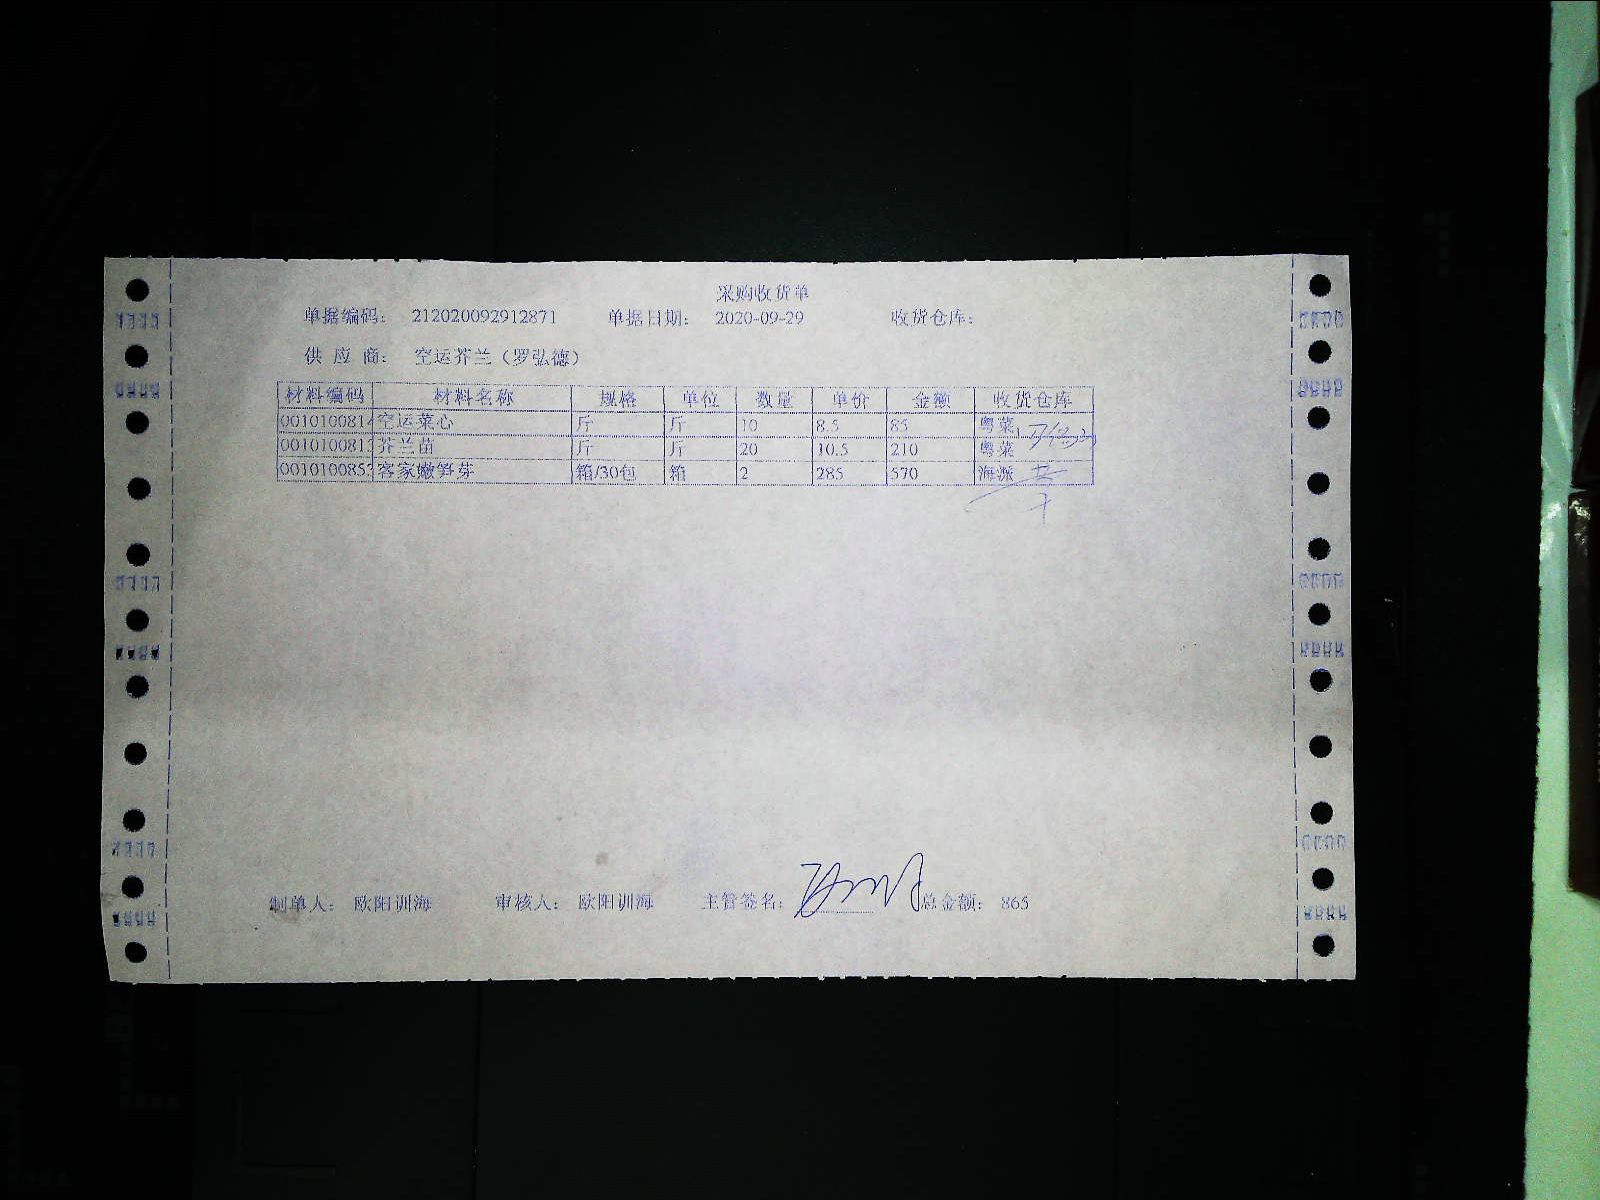 采购收货单
单据编码： 212020092912871 单据日期： 2020-09-29 收货仓库：
供 应 商： 空运芥兰（罗弘德）
材料编码 材料名称 规格 单位 数量 单价 金额 收货仓库
0010100814 空运菜心 斤 斤 10 8.5 85 粤菜
001010081 芥兰苗 斤 斤 20 10.5 210 粤菜
001010085 客家嫩笋芽 箱/30包 箱 2 285 570 海派
制单人： 欧阳训海 审核人： 欧阳训海 主管签名： 总金额： 865